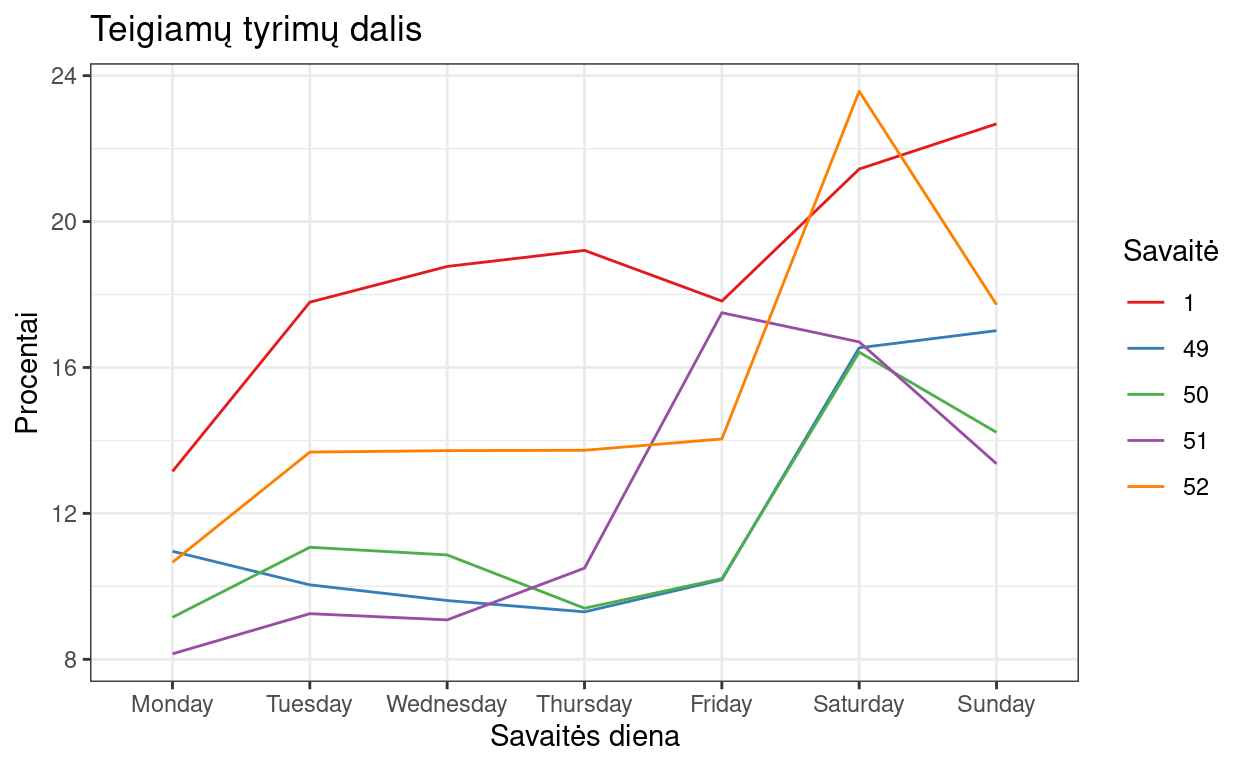 Teigiamų tyrimų dalis
Procentai
24
20
16
12
8
Monday Tuesday Wednesday Thursday Friday Saturday Sunday
Savaitės diena
Savaitė
1
49
50
51
52